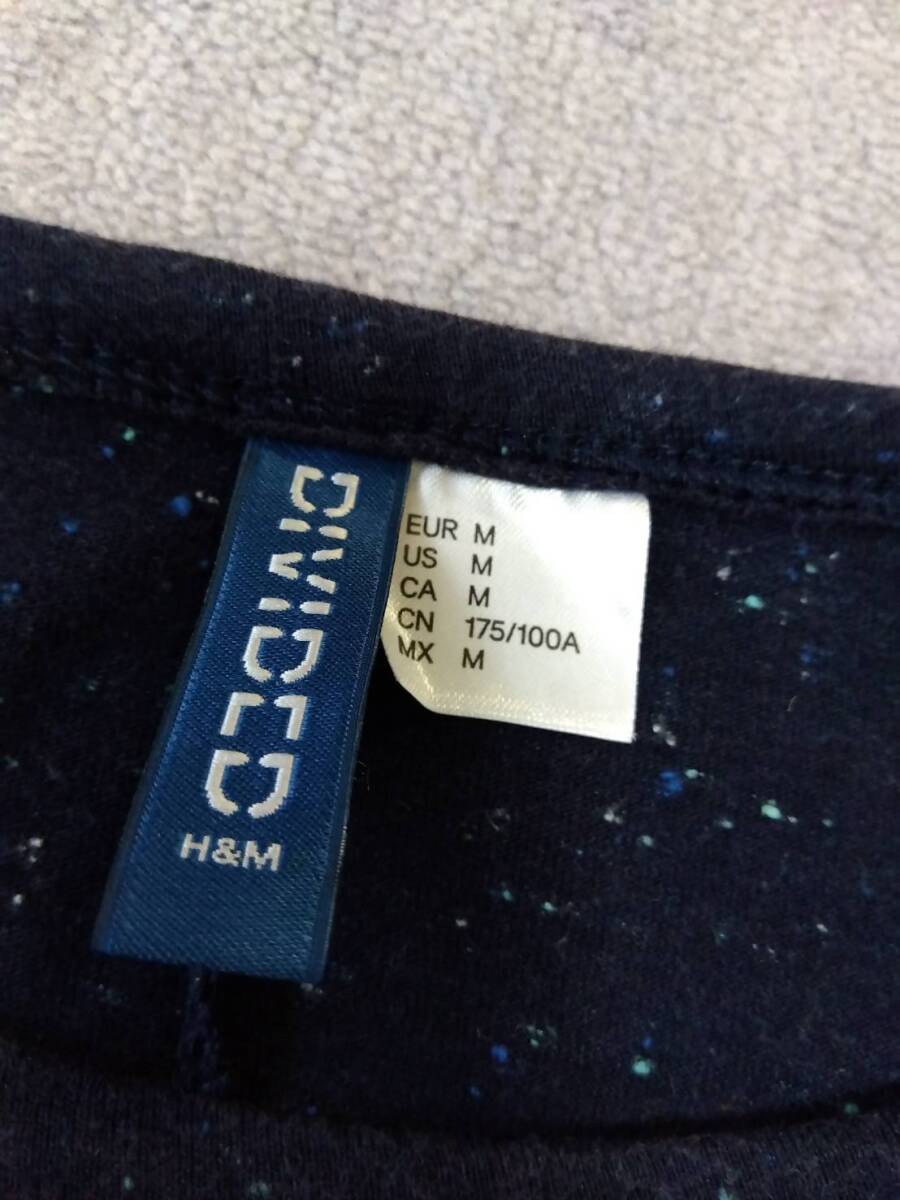 DIVIDED
H&M
EUR M
US M
CA M
CN 175/100A
MX M